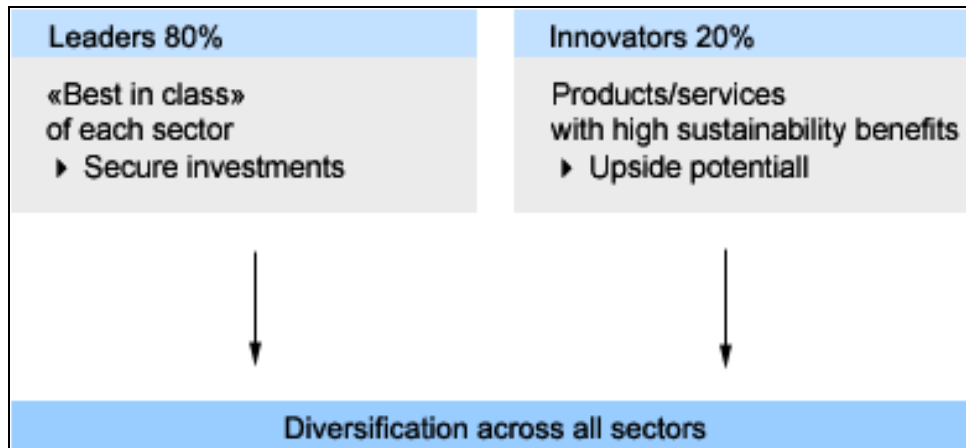 Leaders 80%
«Best in class»
of each sector
▸ Secure investments
Innovators 20%
Products/services
with high sustainability benefits
▸ Upside potentiall
Diversification across all sectors